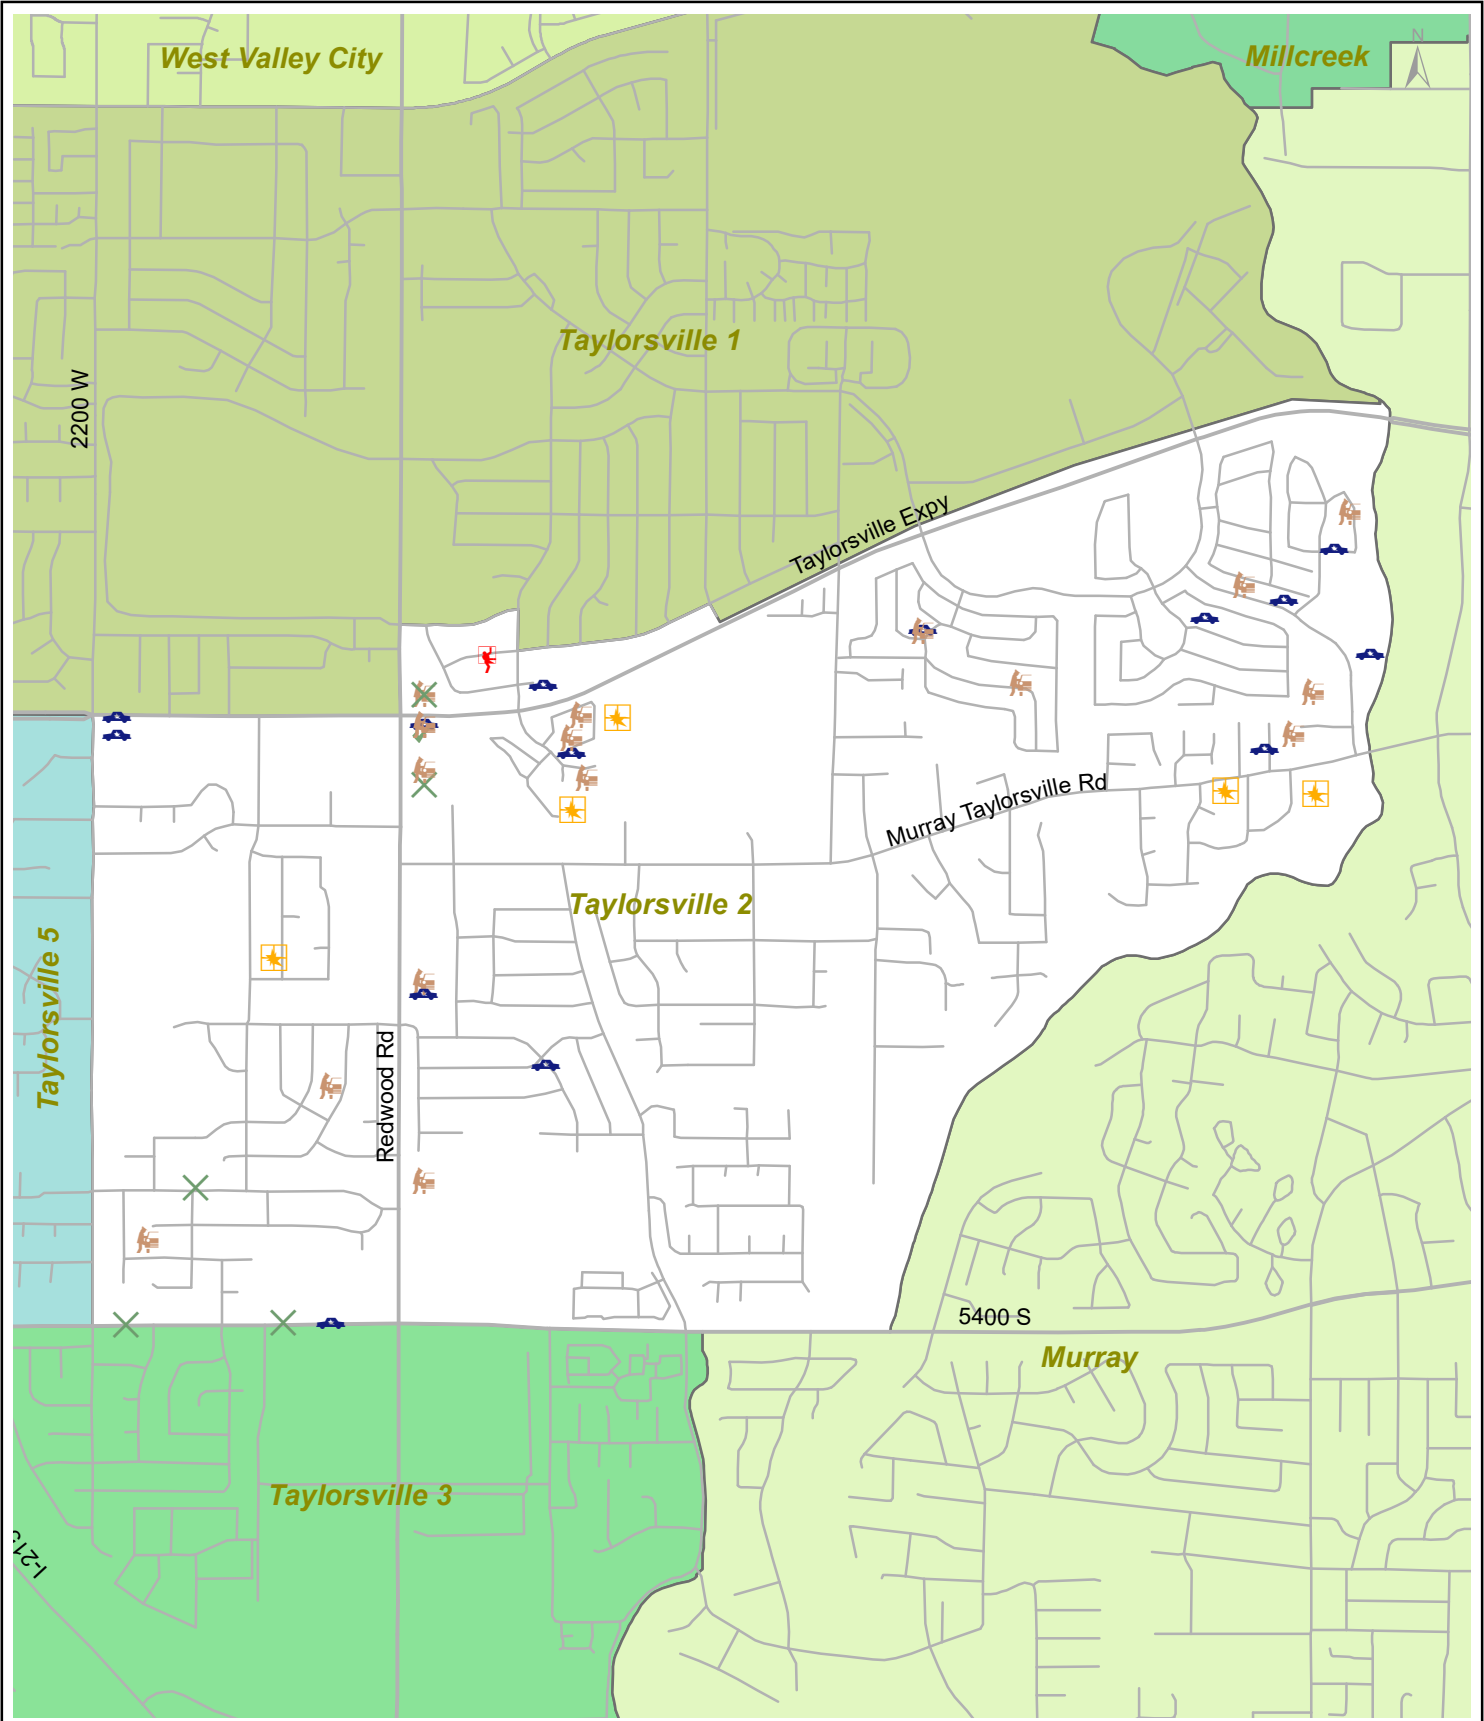 West Valley City
Millcreek
N
Taylorsville 1
2200 W
Taylorsville Expy
Murray Taylorsville Rd
Taylorsville 2
Taylorsville 5
Redwood Rd
5400 S
Murray
Taylorsville 3
I-215